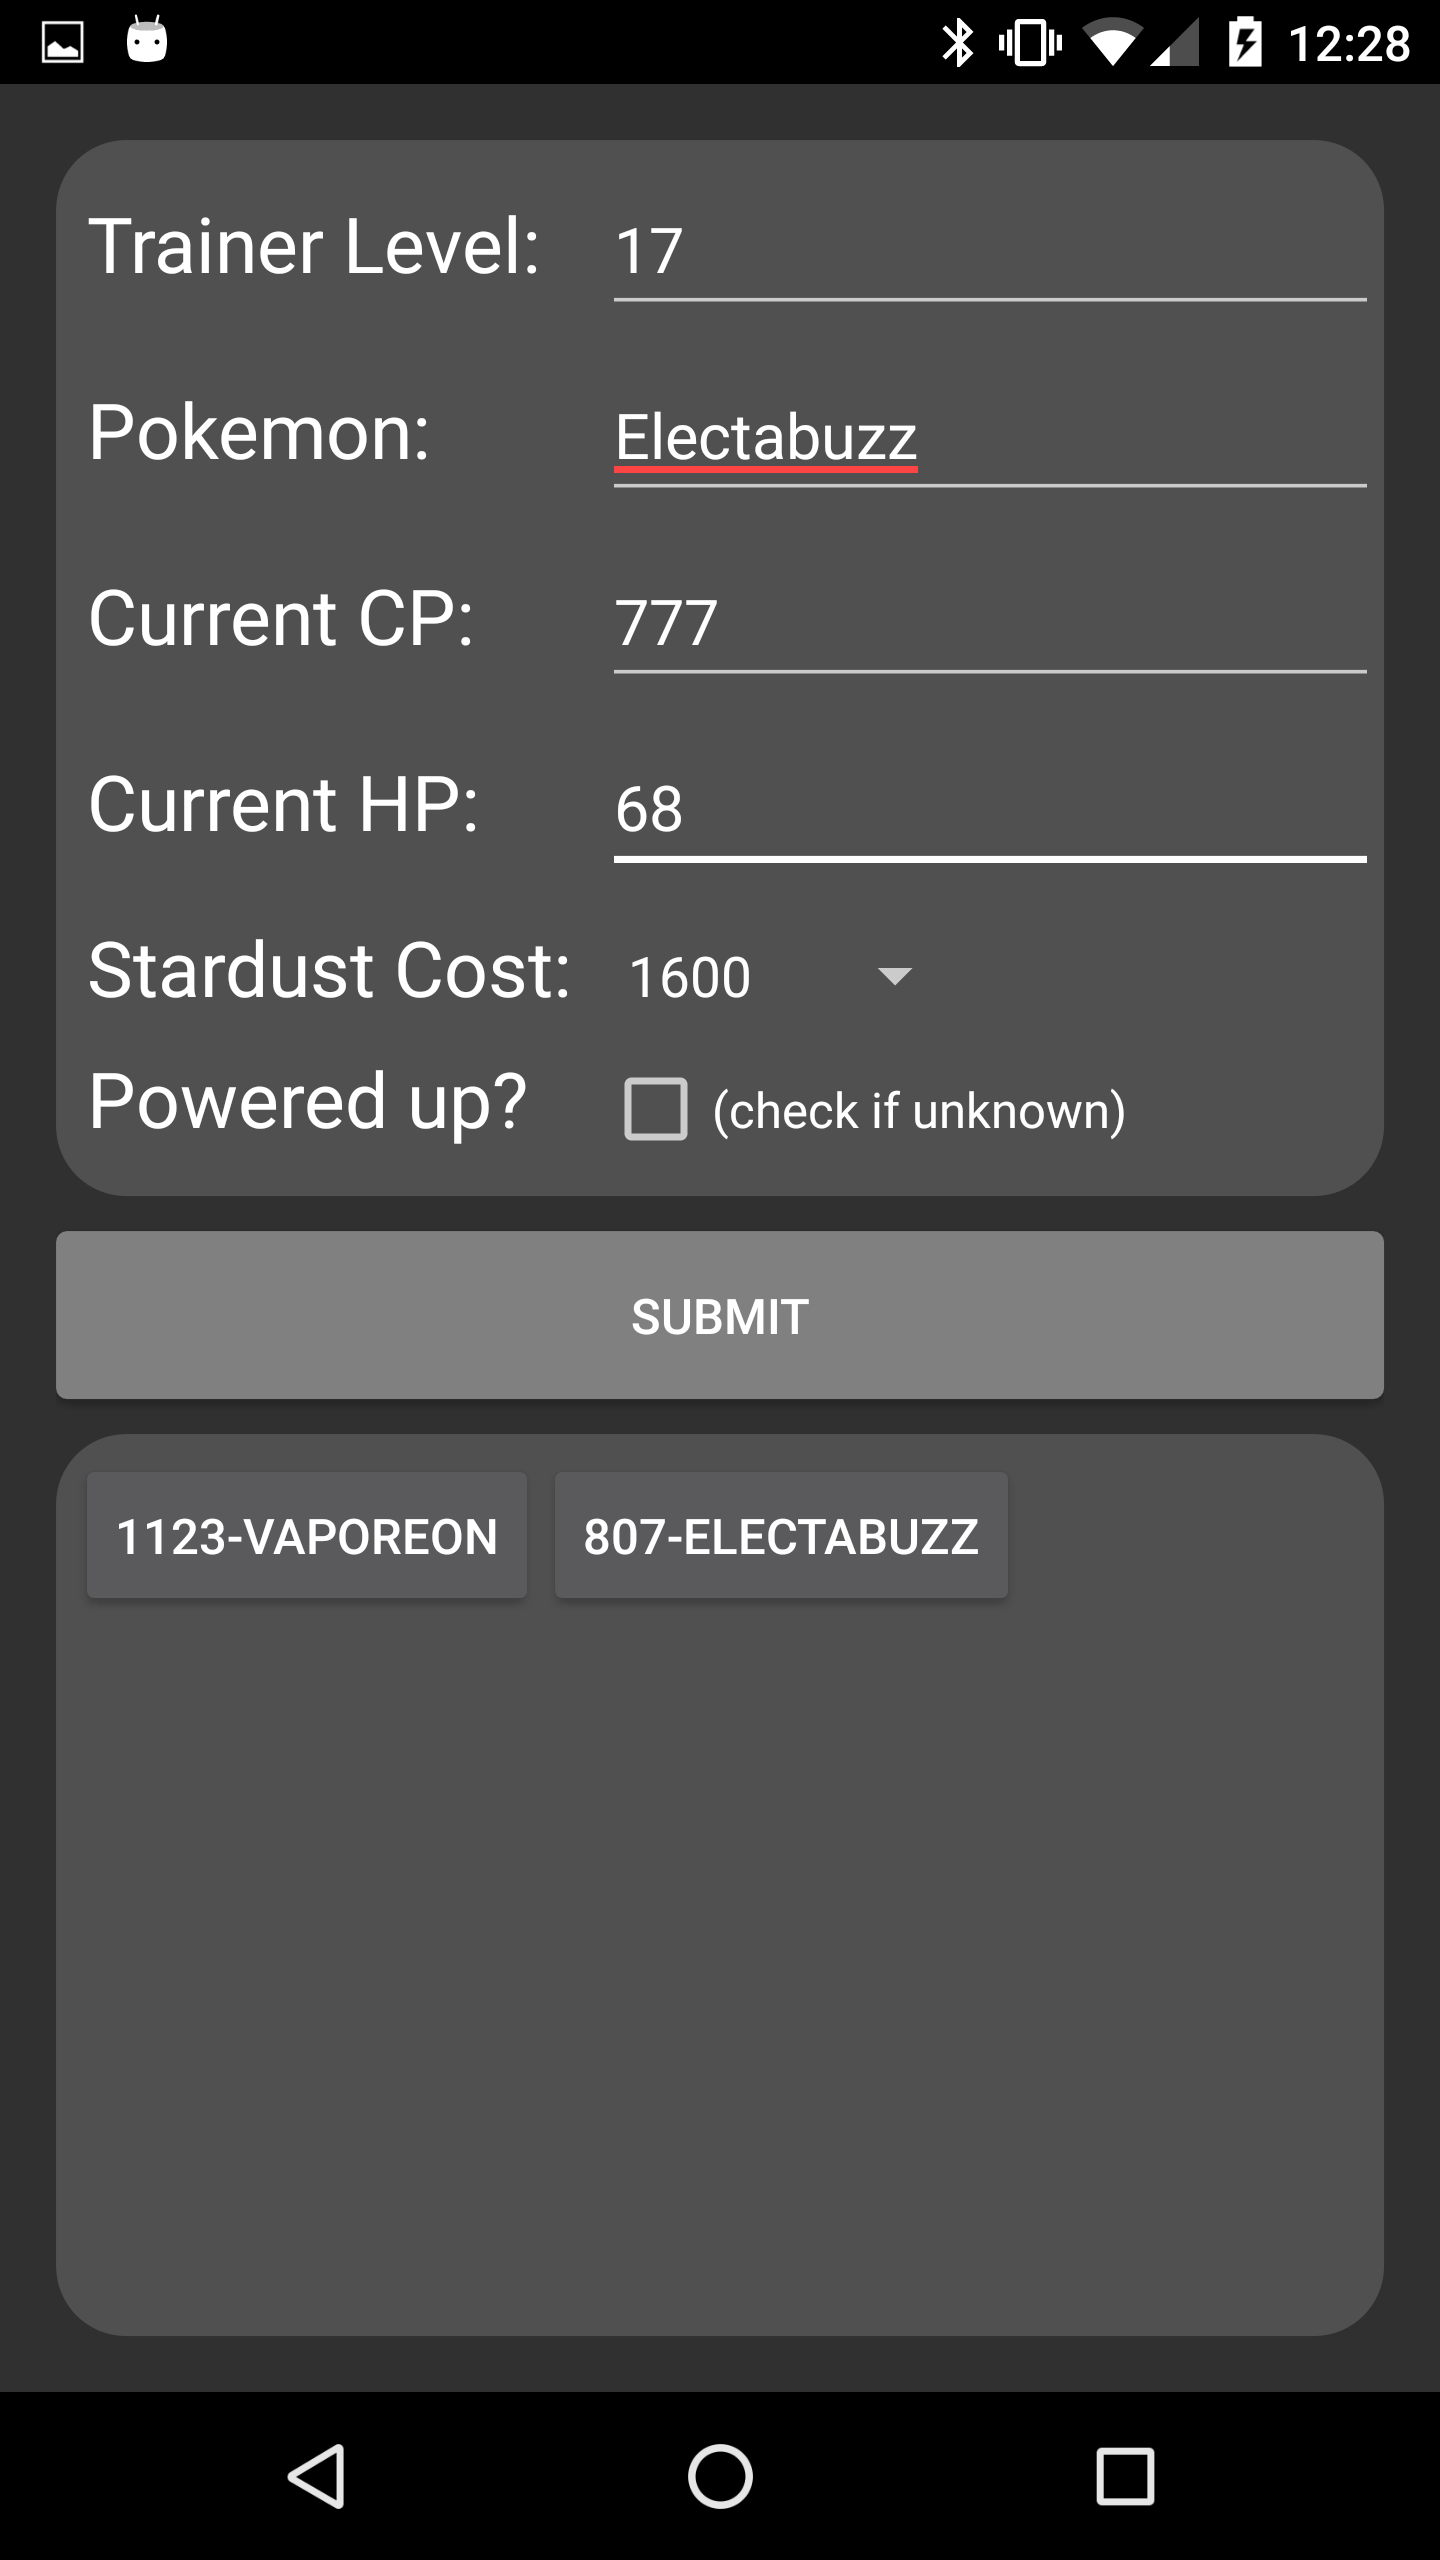 12:28
Trainer Level: 17
Pokemon: Electabuzz
Current CP: 777
Current HP: 68
Stardust Cost: 1600
Powered up? (check if unknown)
SUBMIT
1123-VAPOREON 807-ELECTABUZZ